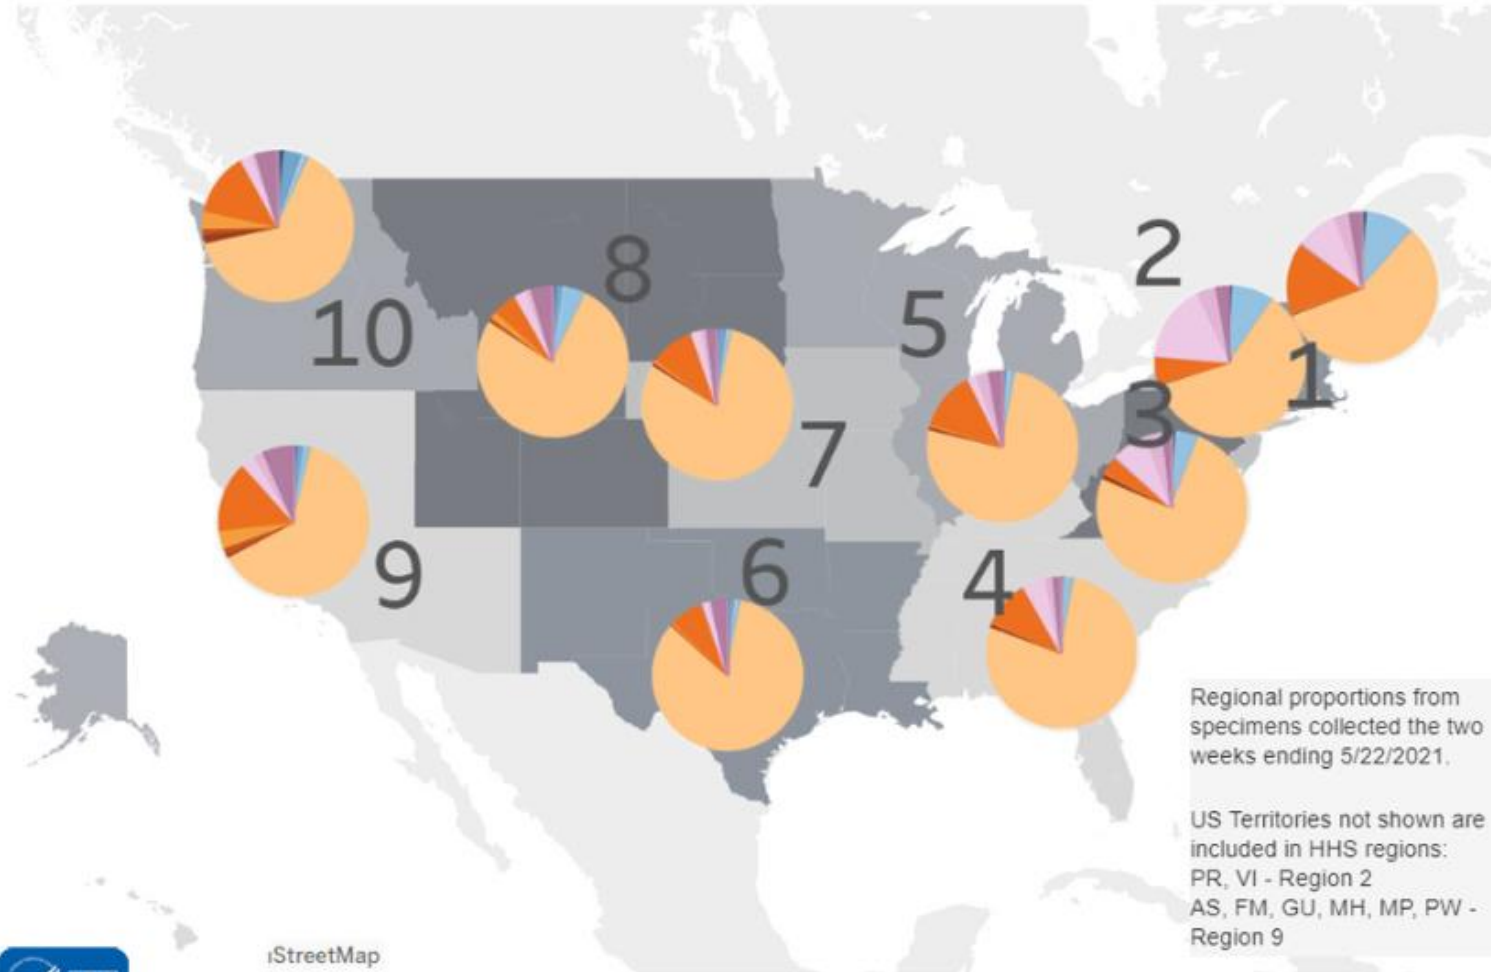 2
8
5
10
1
3
7
9
6
4
Regional proportions from
specimens collected the two
weeks ending 5/22/2021.
US Territories not shown are
included in HHS regions:
PR, VI - Region 2
AS, FM, GU, MH, MP, PW -
Region 9
ıStreetMap